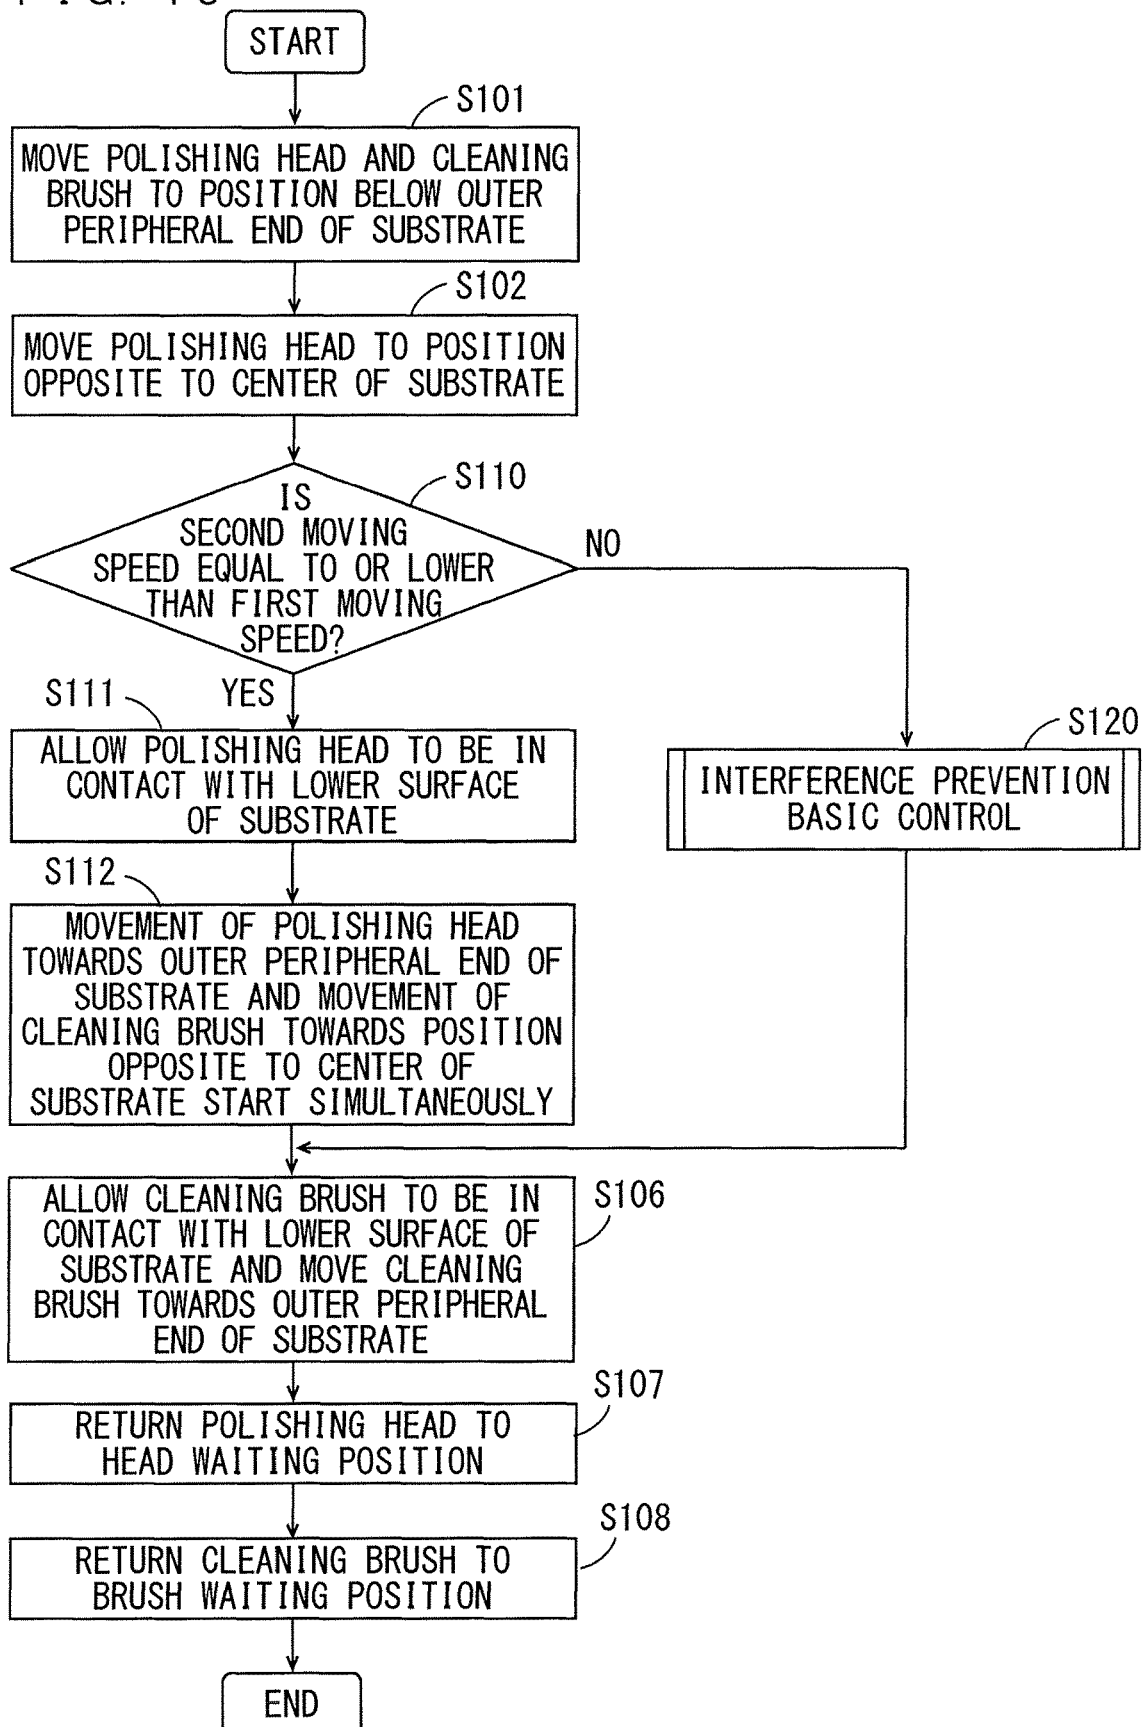 START
S101
MOVE POLISHING HEAD AND CLEANING
BRUSH TO POSITION BELOW OUTER
PERIPHERAL END OF SUBSTRATE
S102
MOVE POLISHING HEAD TO POSITION
OPPOSITE TO CENTER OF SUBSTRATE
S110
IS
SECOND MOVING
SPEED EQUAL TO OR LOWER
THAN FIRST MOVING
SPEED?
NO
YES
S111
ALLOW POLISHING HEAD TO BE IN
CONTACT WITH LOWER SURFACE
OF SUBSTRATE
S120
INTERFERENCE PREVENTION
BASIC CONTROL
S112
MOVEMENT OF POLISHING HEAD
TOWARDS OUTER PERIPHERAL END OF
SUBSTRATE AND MOVEMENT OF
CLEANING BRUSH TOWARDS POSITION
OPPOSITE TO CENTER OF
SUBSTRATE START SIMULTANEOUSLY
S106
ALLOW CLEANING BRUSH TO BE IN
CONTACT WITH LOWER SURFACE OF
SUBSTRATE AND MOVE CLEANING
BRUSH TOWARDS OUTER PERIPHERAL
END OF SUBSTRATE
S107
RETURN POLISHING HEAD TO
HEAD WAITING POSITION
S108
RETURN CLEANING BRUSH TO
BRUSH WAITING POSITION
END